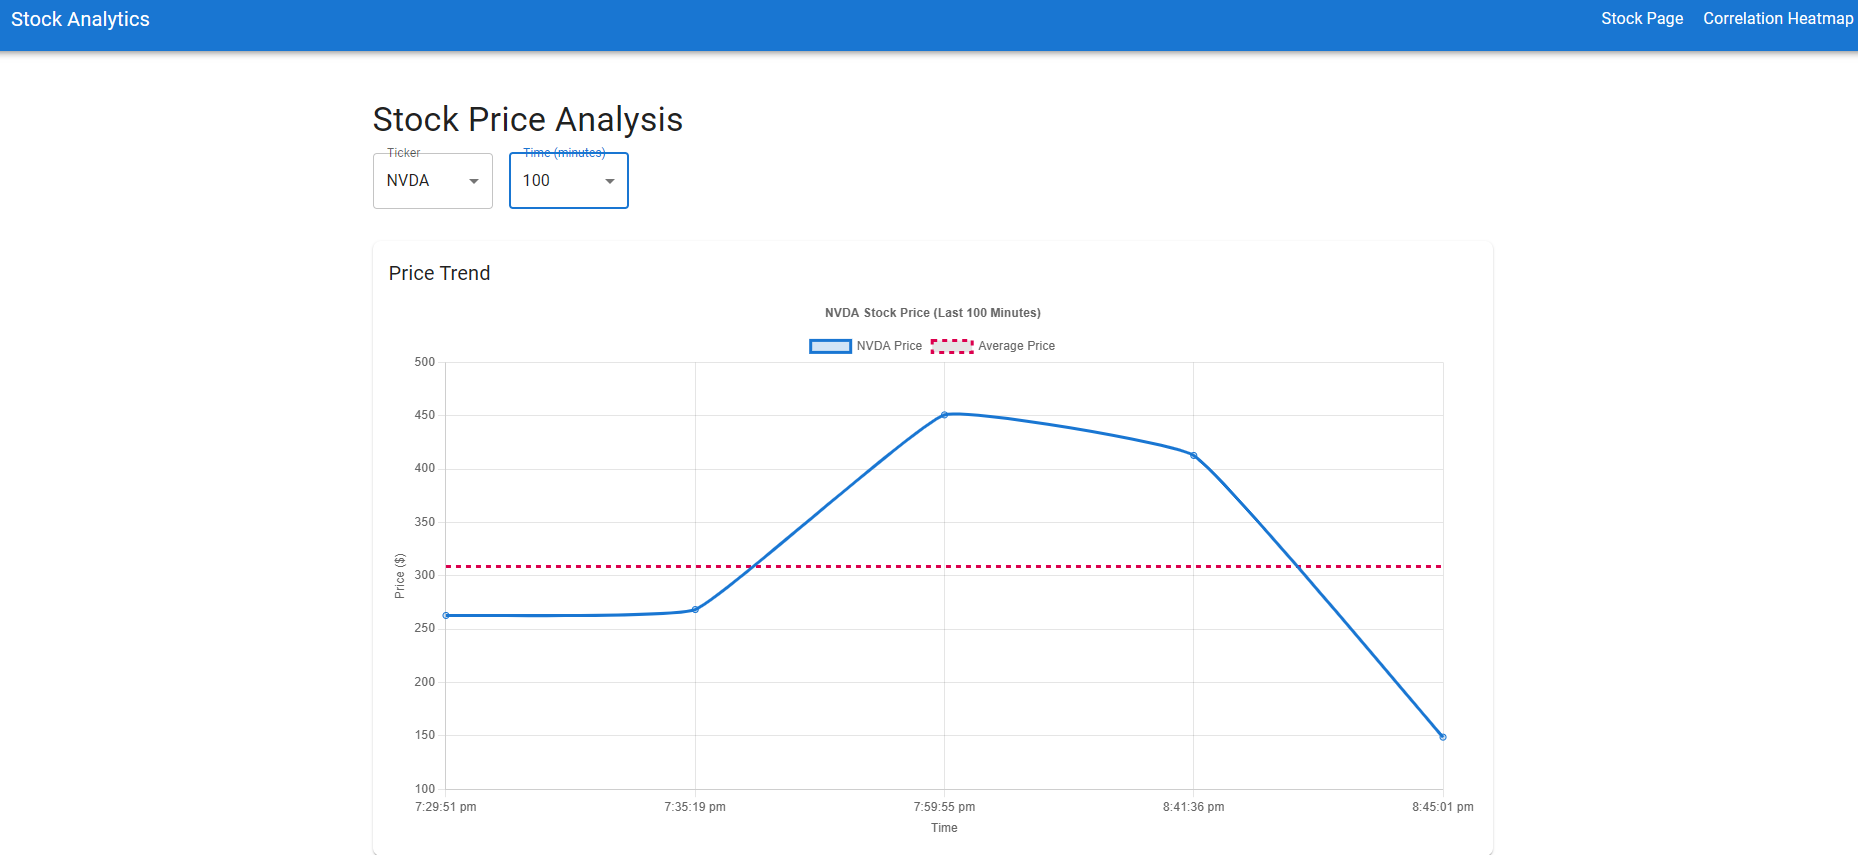 Stock Analytics
Stock Page
Correlation Heatmap
Stock Price Analysis
Ticker
Time (minutes)
NVDA
100
Price Trend
NVDA Stock Price (Last 100 Minutes)
NVDA Price
Average Price
500
450
400
350
300
250
200
150
100
Price ($)
7:29:51 pm
7:35:19 pm
7:59:55 pm
8:41:36 pm
8:45:01 pm
Time